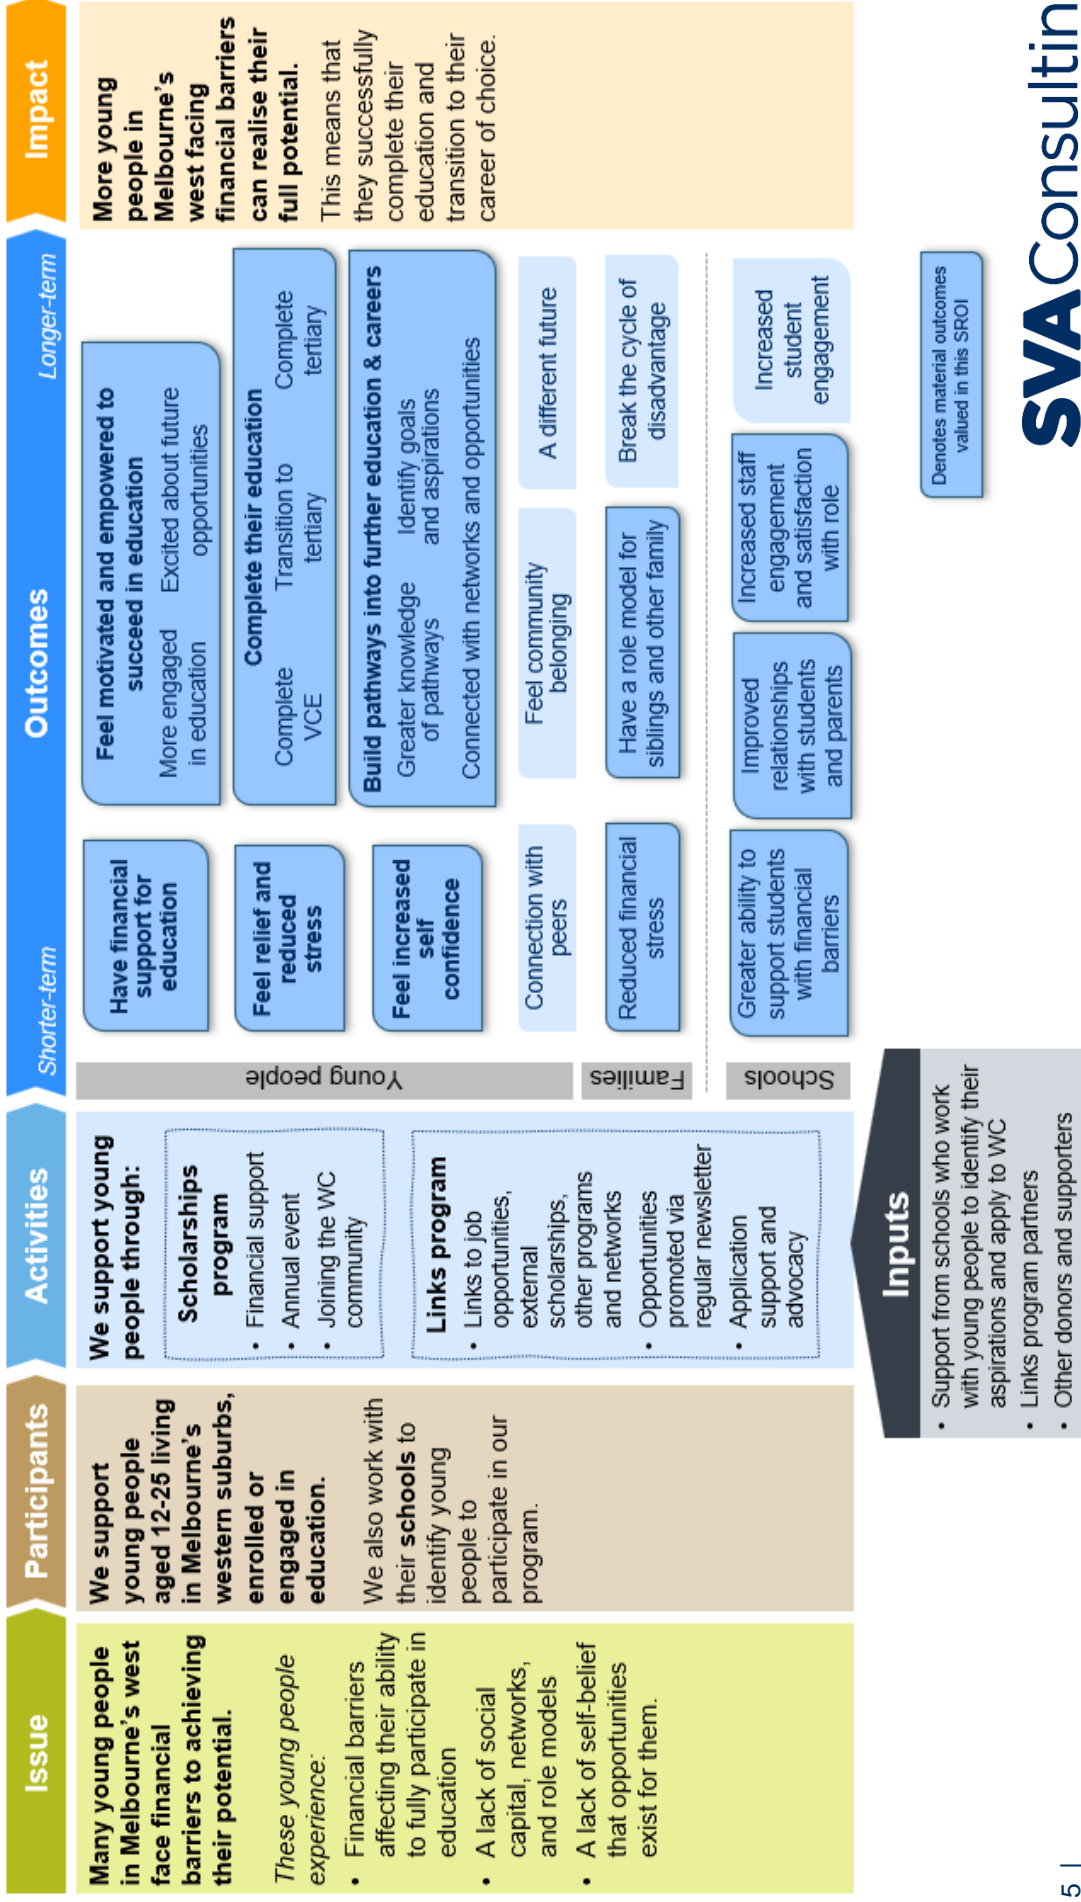 Issue
Many young people
in Melbourne's west
face financial
barriers to achieving
their potential.
These young people
experience:
• Financial barriers
affecting their ability
to fully participate in
education
• A lack of social
capital, networks,
and role models
• A lack of self-belief
that opportunities
exist for them.
Participants
We support
young people
aged 12-25 living
in Melbourne's
western suburbs,
enrolled or
engaged in
education.
We also work with
their schools to
identify young
people to
participate in our
program.
Activities
We support young
people through:
Scholarships
program
• Financial support
• Annual event
• Joining the WC
community
Links program
• Links to job
opportunities,
external
scholarships,
other programs
and networks
• Opportunities
promoted via
regular newsletter
• Application
support and
advocacy
Shorter-term
Outcomes
Longer-term
Young people
Have financial
support for
education
Feel motivated and empowered to
succeed in education
More engaged
in education
Excited about future
opportunities
Feel relief and
reduced
stress
Complete their education
Complete
VCE
Transition to
tertiary
Complete
tertiary
Feel increased
self
confidence
Build pathways into further education & careers
Greater knowledge
of pathways
Identify goals
and aspirations
Connected with networks and opportunities
Connection with
peers
Feel community
belonging
A different future
Families
Reduced financial
stress
Have a role model for
siblings and other family
Break the cycle of
disadvantage
Schools
Greater ability to
support students
with financial
barriers
Improved
relationships
with students
and parents
Increased staff
engagement
and satisfaction
with role
Increased
student
engagement
Impact
More young
people in
Melbourne's
west facing
financial barriers
can realise their
full potential.
This means that
they successfully
complete their
education and
transition to their
career of choice.
Inputs
• Support from schools who work
with young people to identify their
aspirations and apply to WC
• Links program partners
• Other donors and supporters
Denotes material outcomes
valued in this SROI
5 |
SVA Consultin